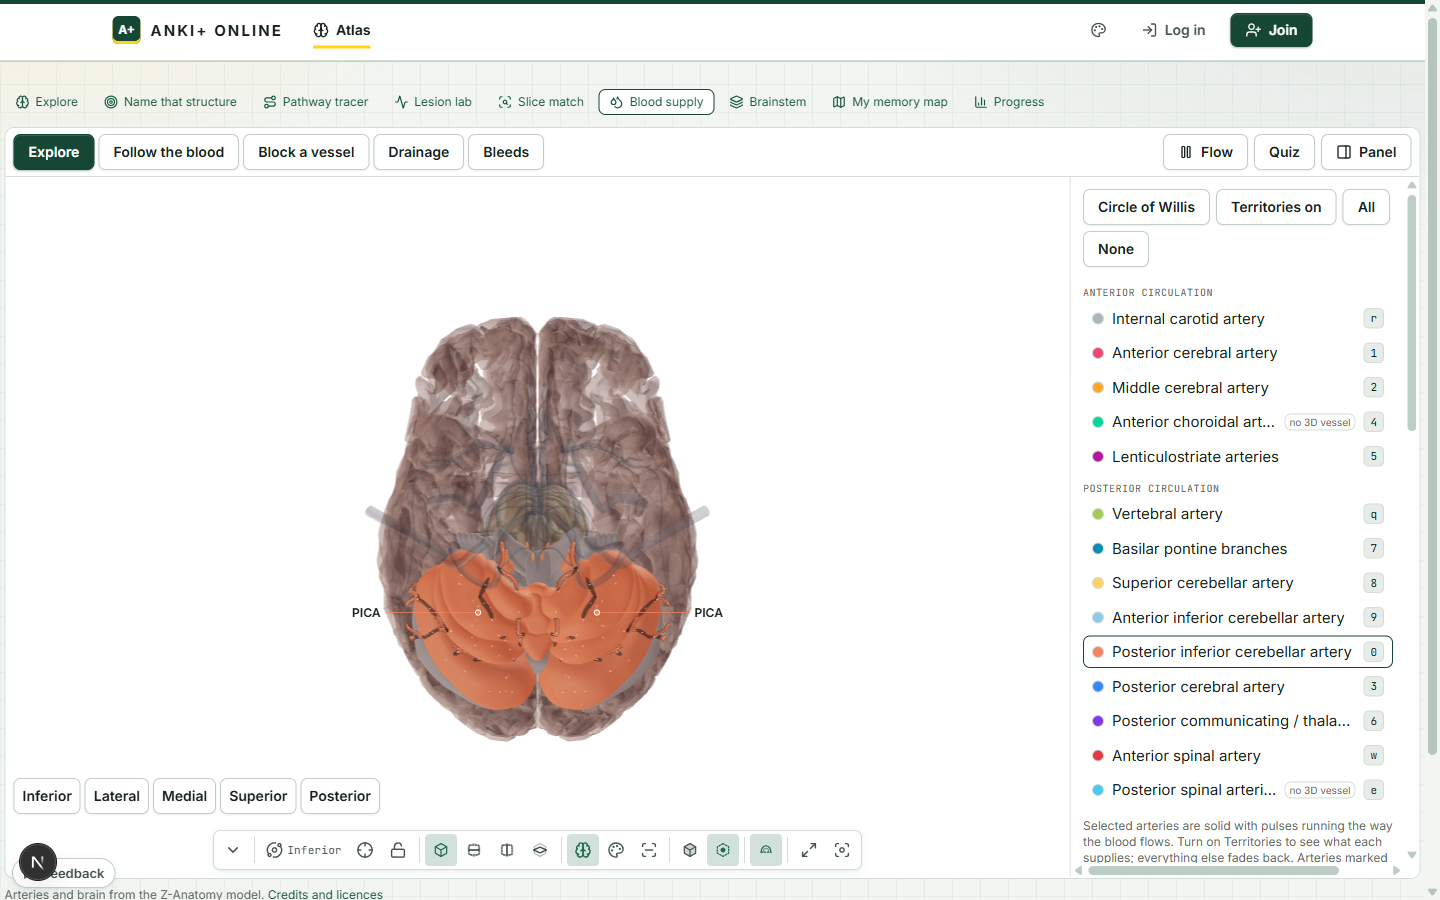 A+ ANKI+ ONLINE Atlas Log in Join
Explore Name that structure Pathway tracer Lesion lab Slice match Blood supply Brainstem My memory map Progress
Explore Follow the blood Block a vessel Drainage Bleeds Flow Quiz Panel
Circle of Willis Territories on All
None
ANTERIOR CIRCULATION
Internal carotid artery r
Anterior cerebral artery 1
Middle cerebral artery 2
Anterior choroidal art... no 3D vessel 4
Lenticulostriate arteries 5
POSTERIOR CIRCULATION
Vertebral artery q
Basilar pontine branches 7
Superior cerebellar artery 8
Anterior inferior cerebellar artery 9
Posterior inferior cerebellar artery 0
Posterior cerebral artery 3
Posterior communicating / thala... 6
Anterior spinal artery w
Posterior spinal arteri... no 3D vessel e
Selected arteries are solid with pulses running the way
the blood flows. Turn on Territories to see what each
supplies; everything else fades back. Arteries marked
PICA PICA
Inferior Lateral Medial Superior Posterior
Inferior
N eedback
Arteries and brain from the Z-Anatomy model. Credits and licences